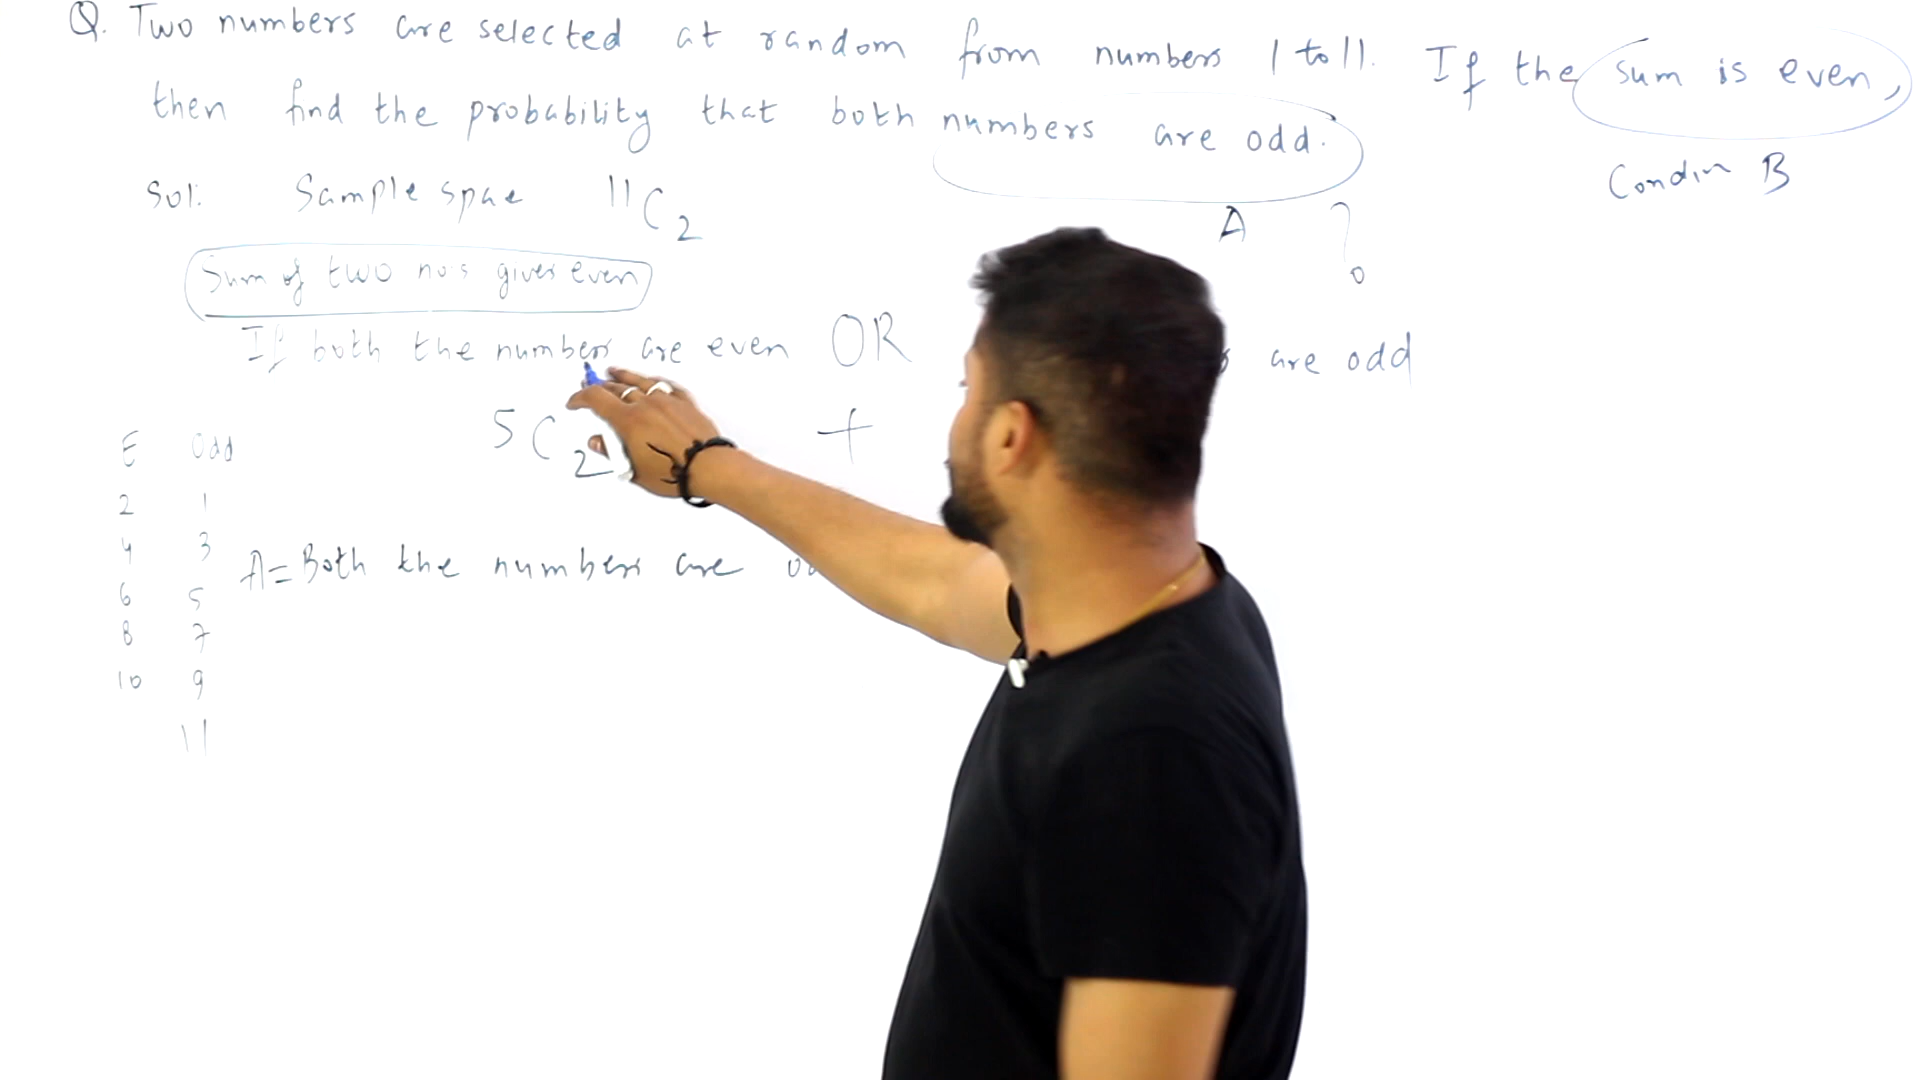 Q. Two numbers are selected at random from numbers 1 to 11. If the sum is even,
then find the probability that both numbers are odd.
Condin B
Sol: Sample spae 11C2
A ?
Sum of two no's gives even
If both the numbers are even OR are odd
5C2 +
E Odd
2 1
4 3
A = Both the numbers are
6 5
8 7
10 9
11